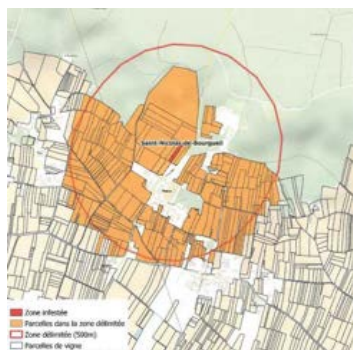 Saint-Nicolas-de-Bourgueil
Zone infestée
Parcelles dans la zone délimitée
Zone délimitée (500m)
Parcelles de vigne